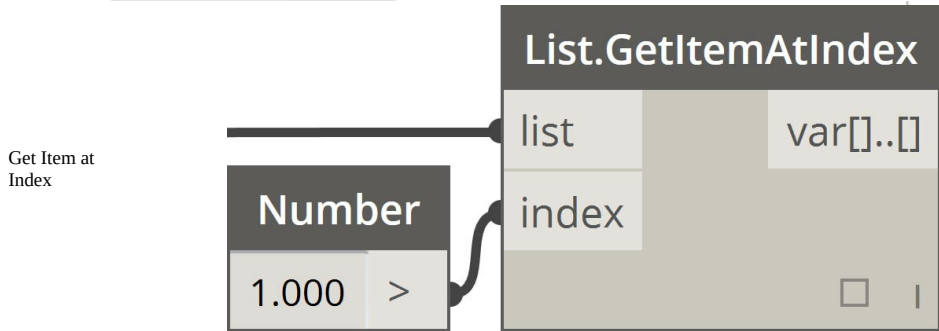 Get Item at
Index
List.GetItemAtIndex
list
var[]..[]
index
Number
1.000
>